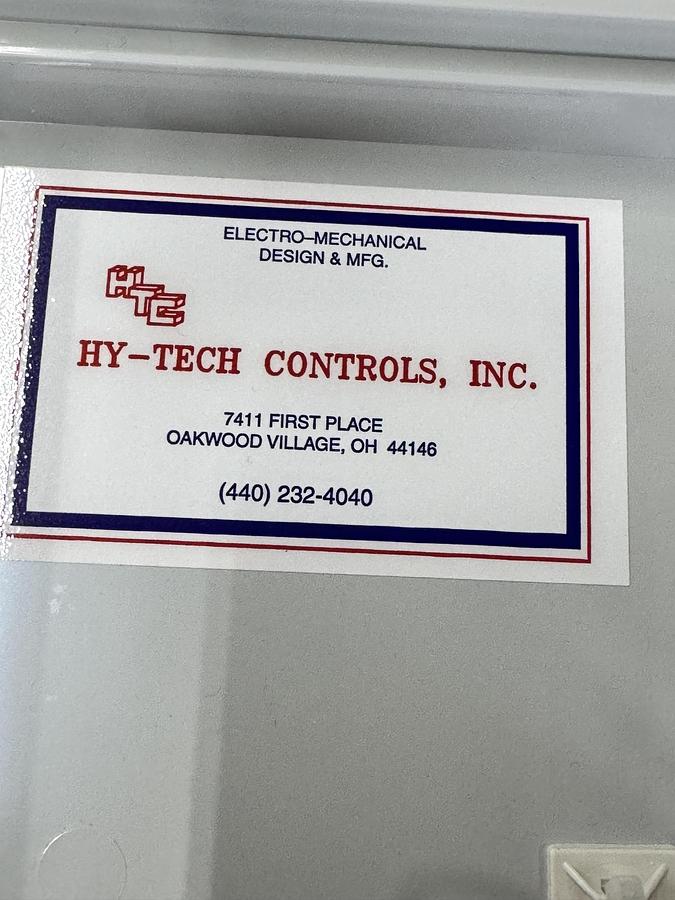 ELECTRO–MECHANICAL
DESIGN & MFG.
HTC
HY–TECH CONTROLS, INC.
7411 FIRST PLACE
OAKWOOD VILLAGE, OH 44146
(440) 232-4040